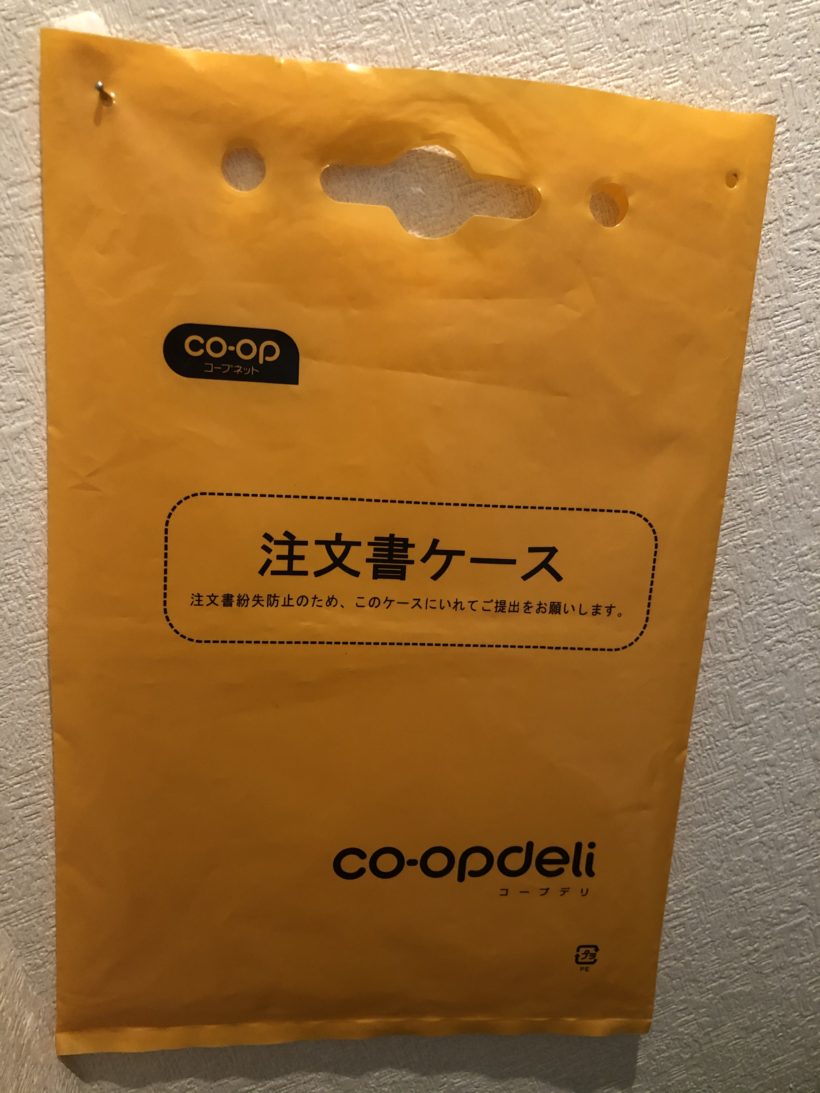 co-op
コープネット
注文書ケース
注文書紛失防止のため、このケースにいれてご提出をお願いします。
co-opdeli
コープデリ
プラ
PE